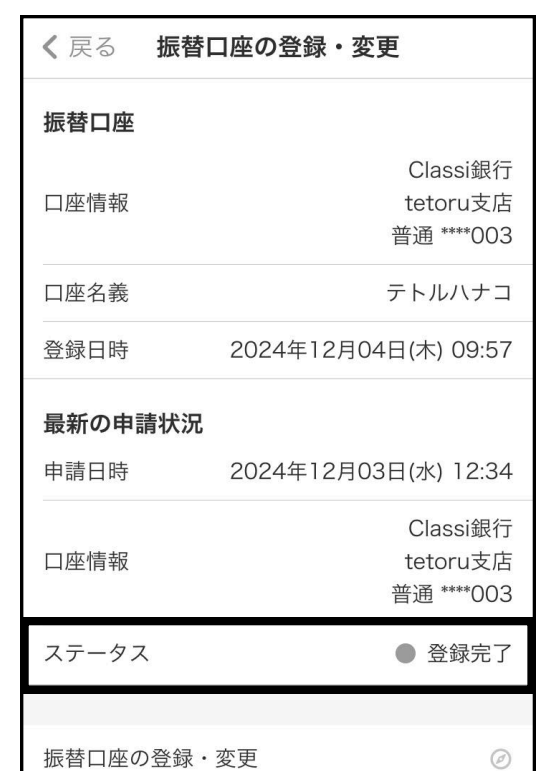 戻る 振替口座の登録・変更
振替口座
Classi銀行
口座情報 tetoru支店
普通 ****003
口座名義 テトルハナコ
登録日時 2024年12月04日(木) 09:57
最新の申請状況
申請日時 2024年12月03日(水) 12:34
Classi銀行
口座情報 tetoru支店
普通 ****003
ステータス 登録完了
振替口座の登録・変更